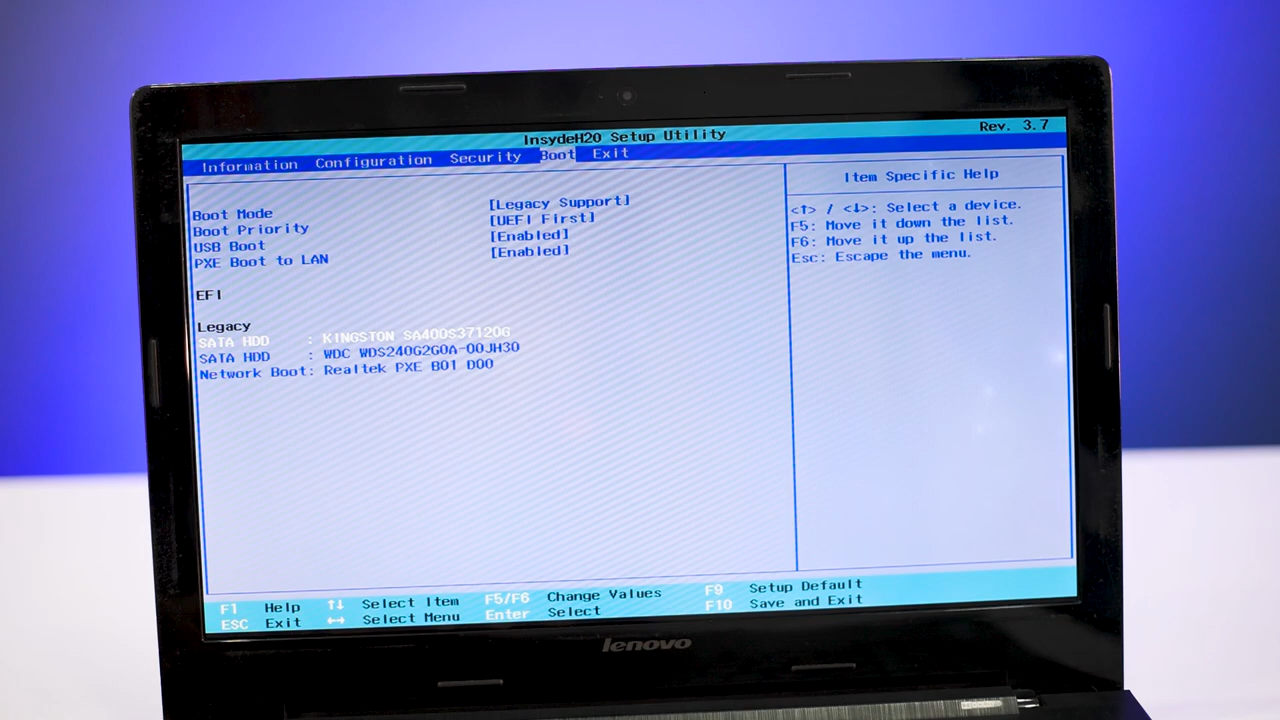 InsydeH20 Setup Utility
Rev. 3.7
Information Configuration Security Boot Exit
Boot Mode [Legacy Support]
Boot Priority [UEFI First]
USB Boot [Enabled]
PXE Boot to LAN [Enabled]
EFI
Legacy
SATA HDD : KINGSTON SA400S37120G
SATA HDD : WDC WDS240G2G0A-00JH30
Network Boot: Realtek PXE B01 D00
Item Specific Help
<↑> / <↓>: Select a device.
F5: Move it down the list.
F6: Move it up the list.
Esc: Escape the menu.
F1 Help ↑↓ Select Item F5/F6 Change Values F9 Setup Default
ESC Exit ←→ Select Menu Enter Select F10 Save and Exit
lenovo